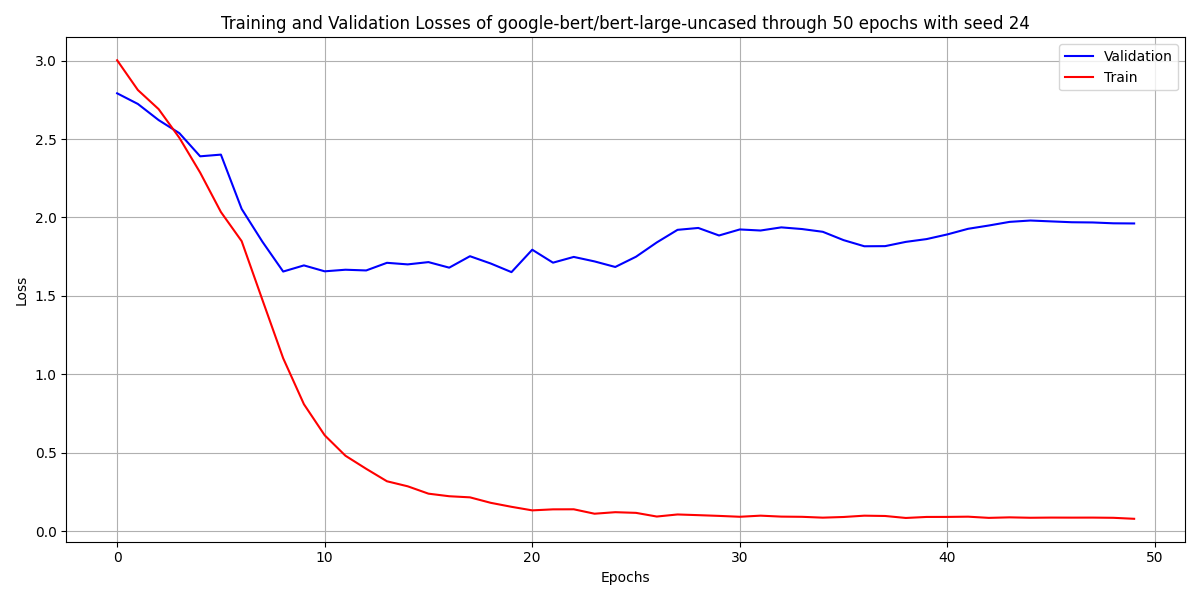 Training and Validation Losses of google-bert/bert-large-uncased through 50 epochs with seed 24
Validation
Train
3.0
2.5
2.0
1.5
1.0
0.5
0.0
Loss
0 10 20 30 40 50
Epochs